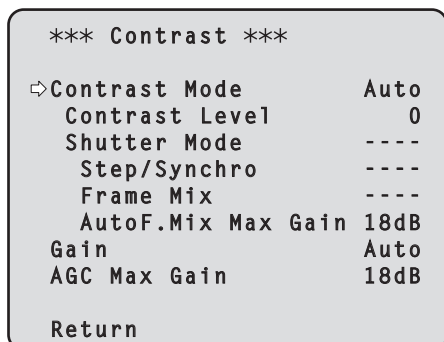 *** Contrast ***
⇨Contrast Mode Auto
Contrast Level 0
Shutter Mode ----
Step/Synchro ----
Frame Mix ----
AutoF.Mix Max Gain 18dB
Gain Auto
AGC Max Gain 18dB
Return